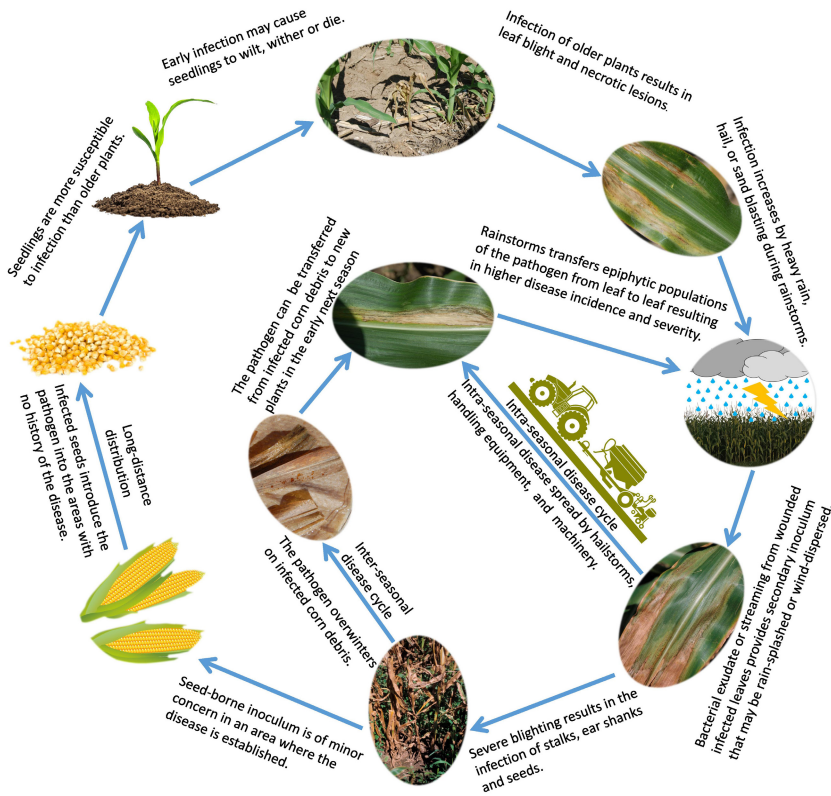 Early infection may cause
seedlings to wilt, wither or die.
Infection of older plants results in
leaf blight and necrotic lesions.
Infection increases by heavy rain,
hail, or sand blasting during rainstorms.
Seedlings are more susceptible
to infection than older plants.
The pathogen can be transferred
from infected corn debris to new
plants in the early next season
Rainstorms transfers epiphytic populations
of the pathogen from leaf to leaf resulting
in higher disease incidence and severity.
Intra-seasonal disease cycle
Intra-seasonal disease spread by hailstorms,
handling equipment, and machinery.
Long-distance
distribution
Infected seeds introduce the
pathogen into the areas with
no history of the disease.
Inter-seasonal
disease cycle
The pathogen overwinters
on infected corn debris.
Bacterial exudate or streaming from wounded
infected leaves provides secondary inoculum
that may be rain-splashed or wind-dispersed
Seed-borne inoculum is of minor
concern in an area where the
disease is established.
Severe blighting results in the
infection of stalks, ear shanks
and seeds.